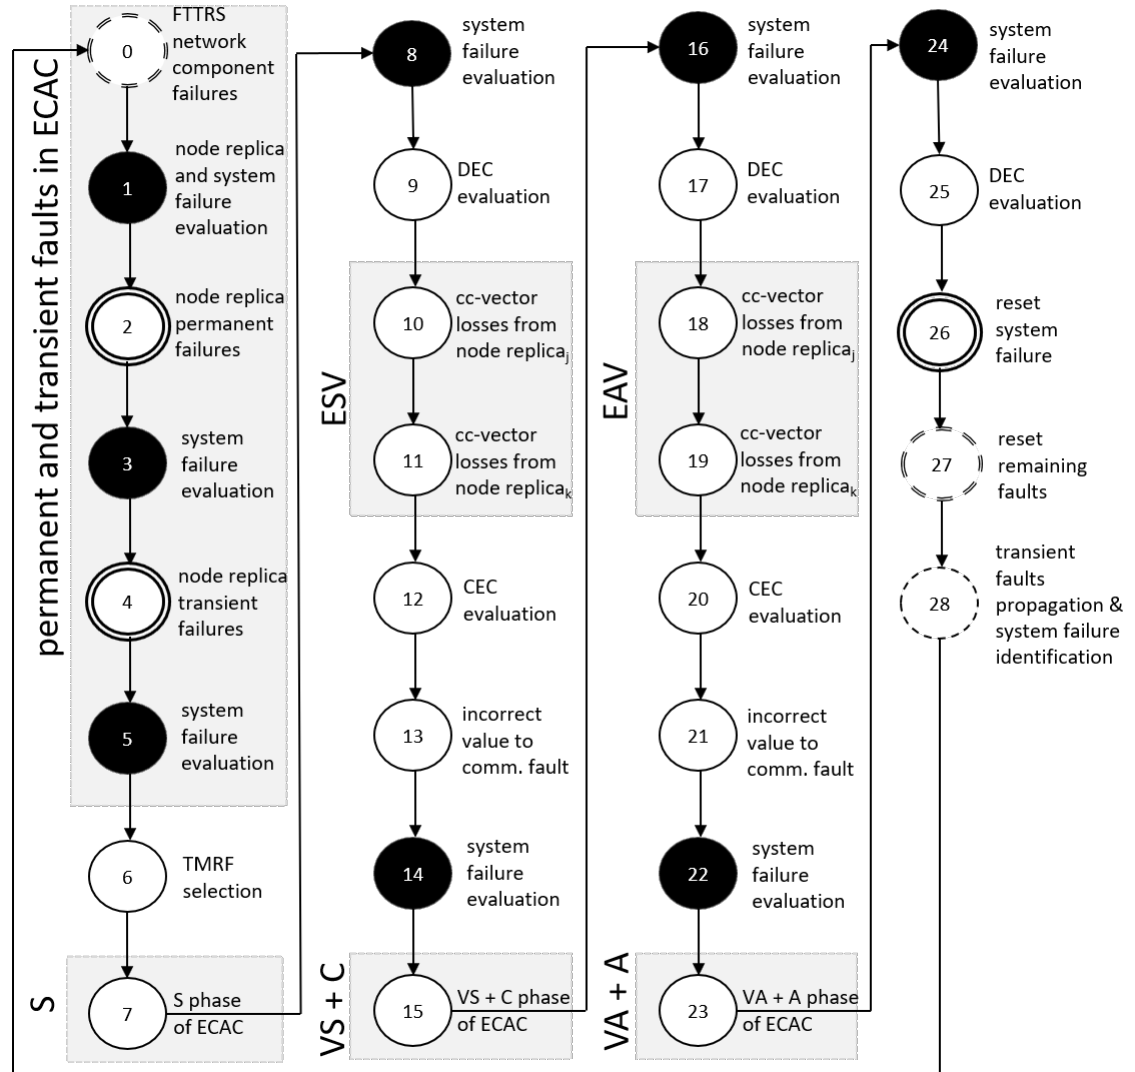 permanent and transient faults in ECAC
0
FTTRS
network
component
failures
1
node replica
and system
failure
evaluation
2
node replica
permanent
failures
3
system
failure
evaluation
4
node replica
transient
failures
5
system
failure
evaluation
6
TMRF
selection
S
7
S phase
of ECAC
8
system
failure
evaluation
9
DEC
evaluation
ESV
10
cc-vector
losses from
node replicaj
11
cc-vector
losses from
node replicak
12
CEC
evaluation
13
incorrect
value to
comm. fault
14
system
failure
evaluation
VS + C
15
VS + C phase
of ECAC
16
system
failure
evaluation
17
DEC
evaluation
EAV
18
cc-vector
losses from
node replicaj
19
cc-vector
losses from
node replicak
20
CEC
evaluation
21
incorrect
value to
comm. fault
22
system
failure
evaluation
VA + A
23
VA + A phase
of ECAC
24
system
failure
evaluation
25
DEC
evaluation
26
reset
system
failure
27
reset
remaining
faults
28
transient
faults
propagation &
system failure
identification